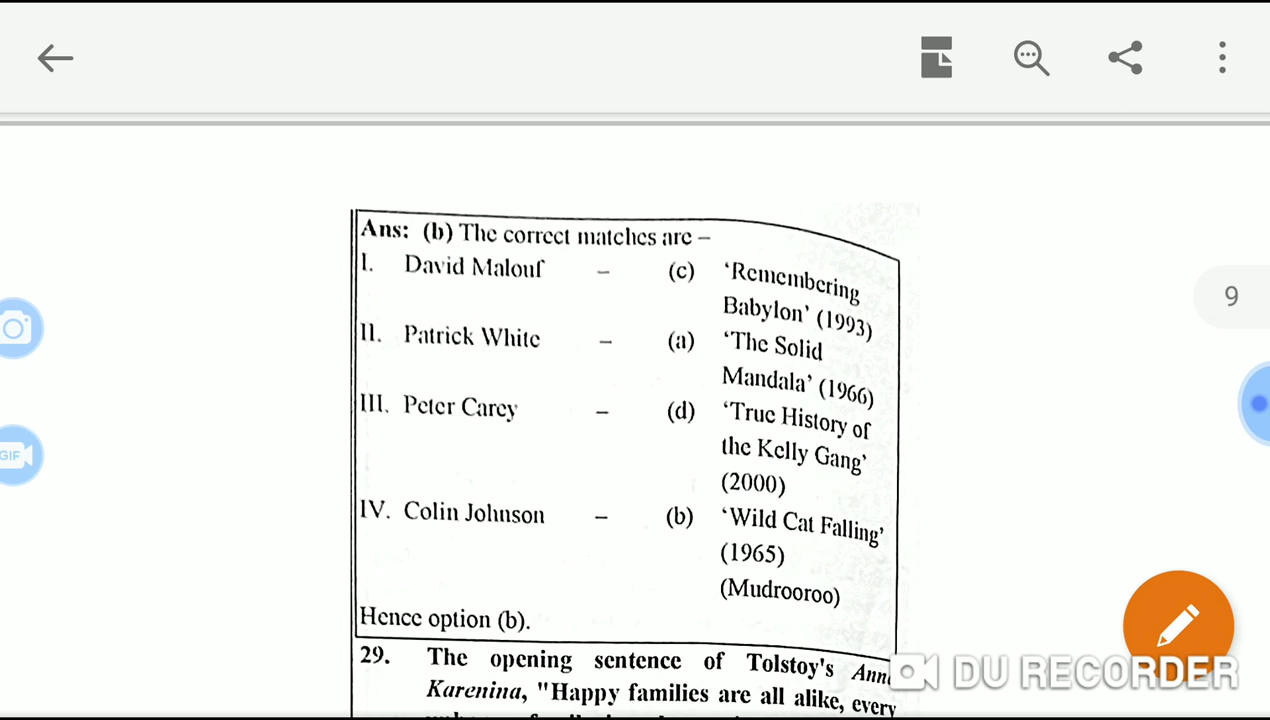 9
Ans: (b) The correct matches are –
I. David Malouf – (c) ‘Remembering
Babylon’ (1993)
II. Patrick White – (a) ‘The Solid
Mandala’ (1966)
III. Peter Carey – (d) ‘True History of
the Kelly Gang’
(2000)
IV. Colin Johnson – (b) ‘Wild Cat Falling’
(1965)
(Mudrooroo)
Hence option (b).
29. The opening sentence of Tolstoy's Anna
Karenina, "Happy families are all alike, every
GIF
DU RECORDER